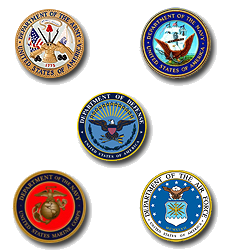 DEPARTMENT OF THE ARMY
UNITED STATES OF AMERICA
1775
DEPARTMENT OF THE NAVY
UNITED STATES OF AMERICA
DEPARTMENT OF DEFENSE
UNITED STATES OF AMERICA
DEPARTMENT OF THE NAVY
UNITED STATES MARINE CORPS
DEPARTMENT OF THE AIR FORCE
UNITED STATES OF AMERICA